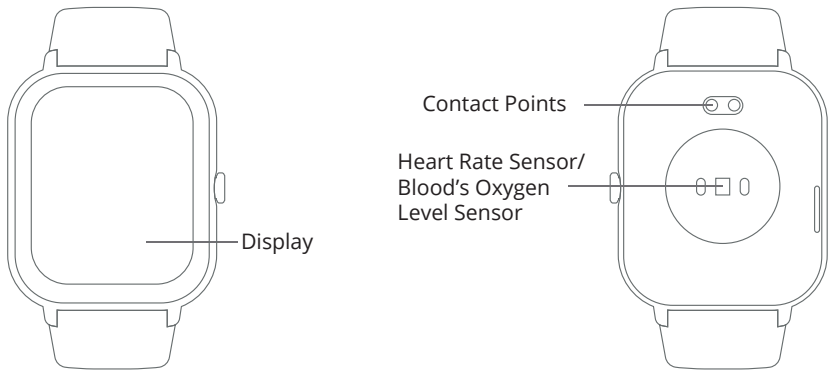 Contact Points
Heart Rate Sensor/
Blood's Oxygen
Level Sensor
Display